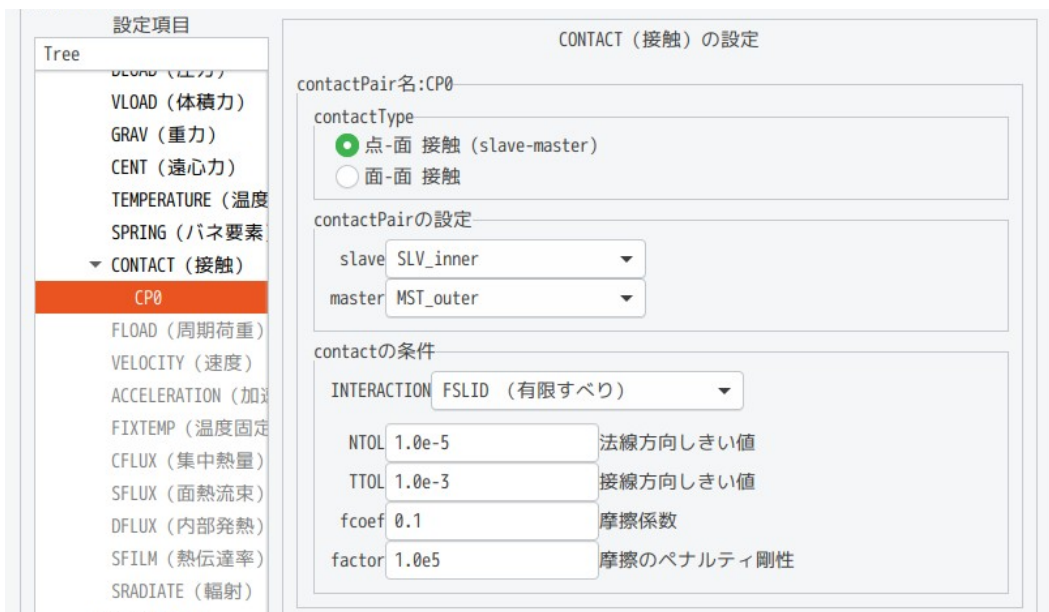 設定項目
Tree
DLOAD (圧力)
VLOAD (体積力)
GRAV (重力)
CENT (遠心力)
TEMPERATURE (温度
SPRING (バネ要素)
CONTACT (接触)
CP0
FLOAD (周期荷重)
VELOCITY (速度)
ACCELERATION (加速
FIXTEMP (温度固定
CFLUX (集中熱量)
SFLUX (面熱流束)
DFLUX (内部発熱)
SFILM (熱伝達率)
SRADIATE (輻射)
CONTACT (接触) の設定
contactPair名:CP0
contactType
点-面 接触 (slave-master)
面-面 接触
contactPairの設定
slave SLV_inner
master MST_outer
contactの条件
INTERACTION FSLID (有限すべり)
NTOL 1.0e-5 法線方向しきい値
TTOL 1.0e-3 接線方向しきい値
fcoef 0.1 摩擦係数
factor 1.0e5 摩擦のペナルティ剛性